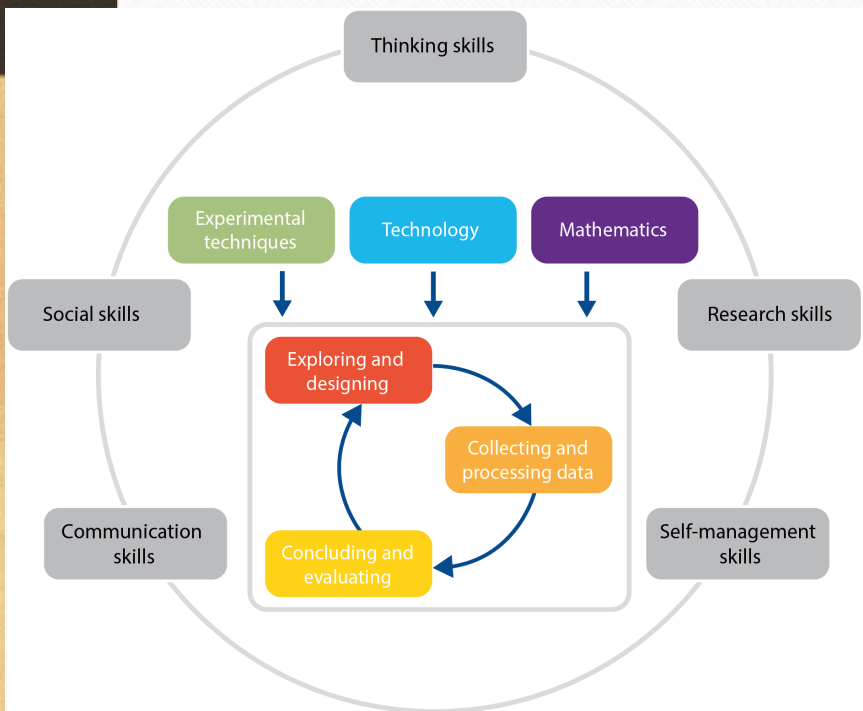 Thinking skills
Experimental
techniques
Technology
Mathematics
Social skills
Research skills
Exploring and
designing
Collecting and
processing data
Communication
skills
Self-management
skills
Concluding and
evaluating